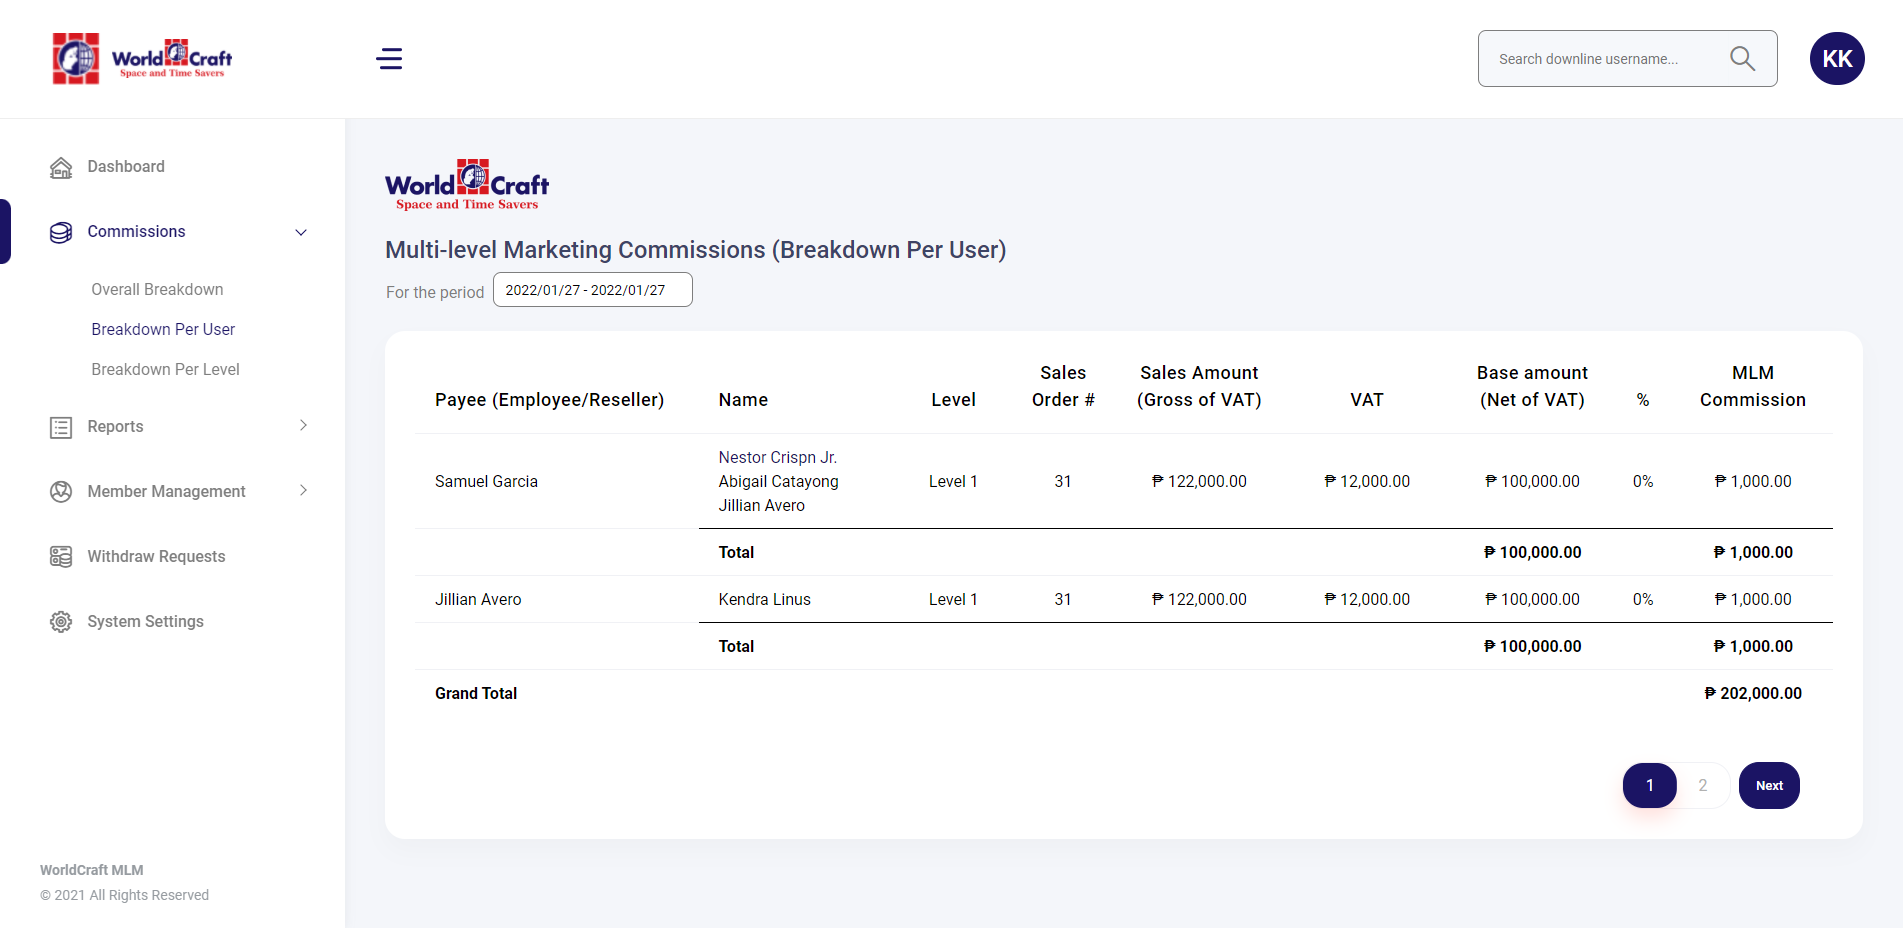 World Craft
Space and Time Savers
Search downline username...
KK
Dashboard
Commissions
Overall Breakdown
Breakdown Per User
Breakdown Per Level
Reports
Member Management
Withdraw Requests
System Settings
WorldCraft MLM
© 2021 All Rights Reserved
World Craft
Space and Time Savers
Multi-level Marketing Commissions (Breakdown Per User)
For the period 2022/01/27 - 2022/01/27
Payee (Employee/Reseller) Name Level Sales Order # Sales Amount (Gross of VAT) VAT Base amount (Net of VAT) % MLM Commission
Nestor Crispn Jr.
Samuel Garcia Abigail Catayong Level 1 31 ₱ 122,000.00 ₱ 12,000.00 ₱ 100,000.00 0% ₱ 1,000.00
Jillian Avero
Total ₱ 100,000.00 ₱ 1,000.00
Jillian Avero Kendra Linus Level 1 31 ₱ 122,000.00 ₱ 12,000.00 ₱ 100,000.00 0% ₱ 1,000.00
Total ₱ 100,000.00 ₱ 1,000.00
Grand Total ₱ 202,000.00
1 2 Next